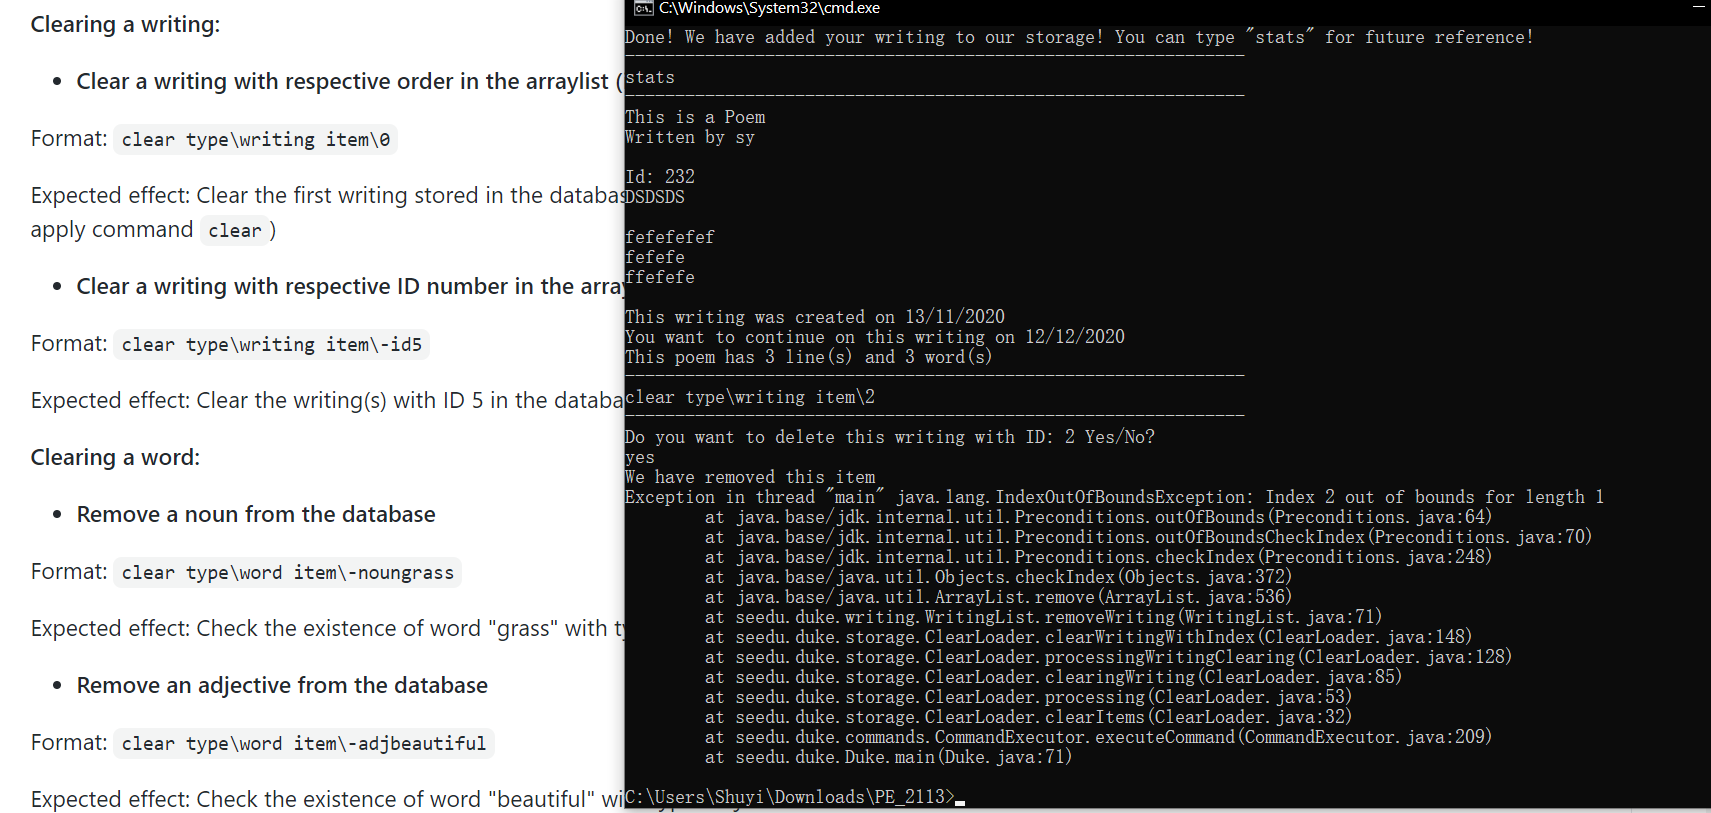 Clearing a writing:
• Clear a writing with respective order in the arraylist (
Format: clear type\writing item\0
Expected effect: Clear the first writing stored in the databas
apply command clear )
• Clear a writing with respective ID number in the array
Format: clear type\writing item\-id5
Expected effect: Clear the writing(s) with ID 5 in the databa
Clearing a word:
• Remove a noun from the database
Format: clear type\word item\-noungrass
Expected effect: Check the existence of word "grass" with ty
• Remove an adjective from the database
Format: clear type\word item\-adjbeautiful
Expected effect: Check the existence of word "beautiful" wi
C:\Windows\System32\cmd.exe
Done! We have added your writing to our storage! You can type "stats" for future reference!
stats
This is a Poem
Written by sy
Id: 232
DSDSDS
fefefefef
fefefe
ffefefe
This writing was created on 13/11/2020
You want to continue on this writing on 12/12/2020
This poem has 3 line(s) and 3 word(s)
clear type\writing item\2
Do you want to delete this writing with ID: 2 Yes/No?
yes
We have removed this item
Exception in thread "main" java.lang.IndexOutOfBoundsException: Index 2 out of bounds for length 1
at java.base/jdk.internal.util.Preconditions.outOfBounds(Preconditions.java:64)
at java.base/jdk.internal.util.Preconditions.outOfBoundsCheckIndex(Preconditions.java:70)
at java.base/jdk.internal.util.Preconditions.checkIndex(Preconditions.java:248)
at java.base/java.util.Objects.checkIndex(Objects.java:372)
at java.base/java.util.ArrayList.remove(ArrayList.java:536)
at seedu.duke.writing.WritingList.removeWriting(WritingList.java:71)
at seedu.duke.storage.ClearLoader.clearWritingWithIndex(ClearLoader.java:148)
at seedu.duke.storage.ClearLoader.processingWritingClearing(ClearLoader.java:128)
at seedu.duke.storage.ClearLoader.clearingWriting(ClearLoader.java:85)
at seedu.duke.storage.ClearLoader.processing(ClearLoader.java:53)
at seedu.duke.storage.ClearLoader.clearItems(ClearLoader.java:32)
at seedu.duke.commands.CommandExecutor.executeCommand(CommandExecutor.java:209)
at seedu.duke.Duke.main(Duke.java:71)
C:\Users\Shuyi\Downloads\PE_2113>